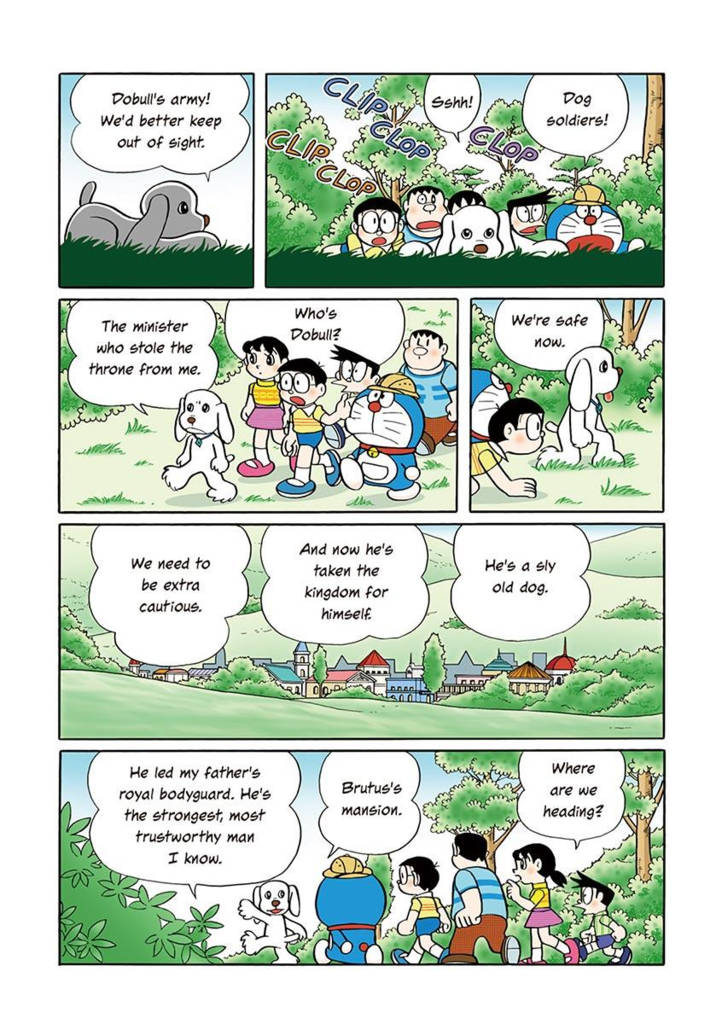 CLIP
CLOP
CLIP
CLOP
CLOP
Dog
soldiers!
Sshh!
Dobull's army!
We'd better keep
out of sight.
We're safe
now.
Who's
Dobull?
The minister
who stole the
throne from me.
He's a sly
old dog.
And now he's
taken the
kingdom for
himself.
We need to
be extra
cautious.
Where
are we
heading?
Brutus's
mansion.
He led my father's
royal bodyguard. He's
the strongest, most
trustworthy man
I know.